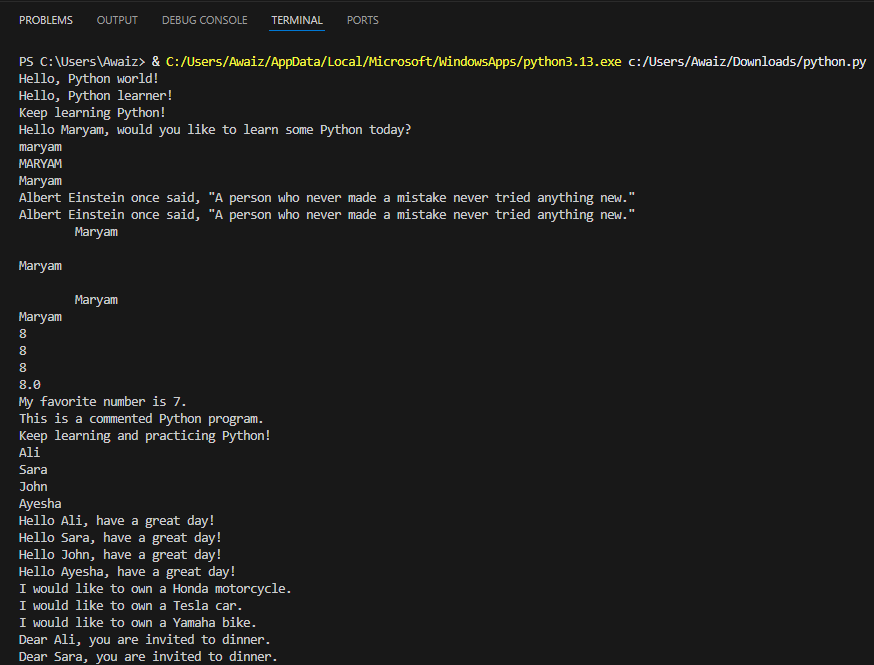 PROBLEMS OUTPUT DEBUG CONSOLE TERMINAL PORTS
PS C:\Users\Awaiz> & C:/Users/Awaiz/AppData/Local/Microsoft/WindowsApps/python3.13.exe c:/Users/Awaiz/Downloads/python.py
Hello, Python world!
Hello, Python learner!
Keep learning Python!
Hello Maryam, would you like to learn some Python today?
maryam
MARYAM
Maryam
Albert Einstein once said, "A person who never made a mistake never tried anything new."
Albert Einstein once said, "A person who never made a mistake never tried anything new."
        Maryam

Maryam

        Maryam
Maryam
8
8
8
8.0
My favorite number is 7.
This is a commented Python program.
Keep learning and practicing Python!
Ali
Sara
John
Ayesha
Hello Ali, have a great day!
Hello Sara, have a great day!
Hello John, have a great day!
Hello Ayesha, have a great day!
I would like to own a Honda motorcycle.
I would like to own a Tesla car.
I would like to own a Yamaha bike.
Dear Ali, you are invited to dinner.
Dear Sara, you are invited to dinner.